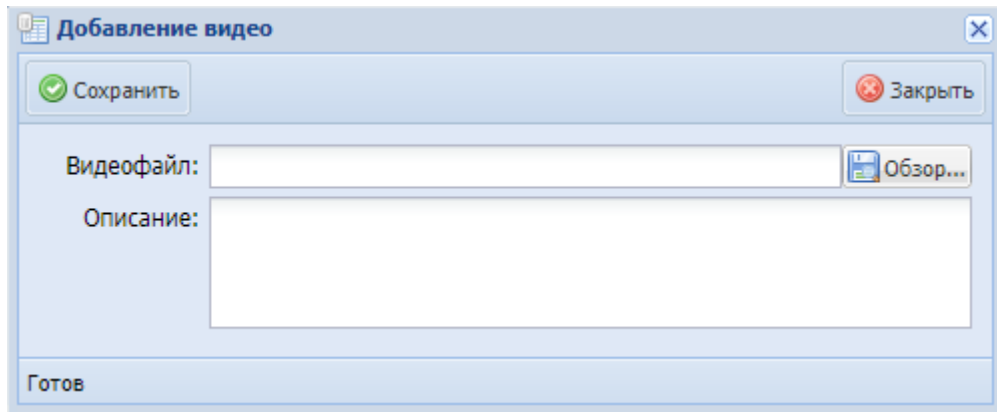 Добавление видео
Сохранить Закрыть
Видеофайл: Обзор...
Описание:
Готов